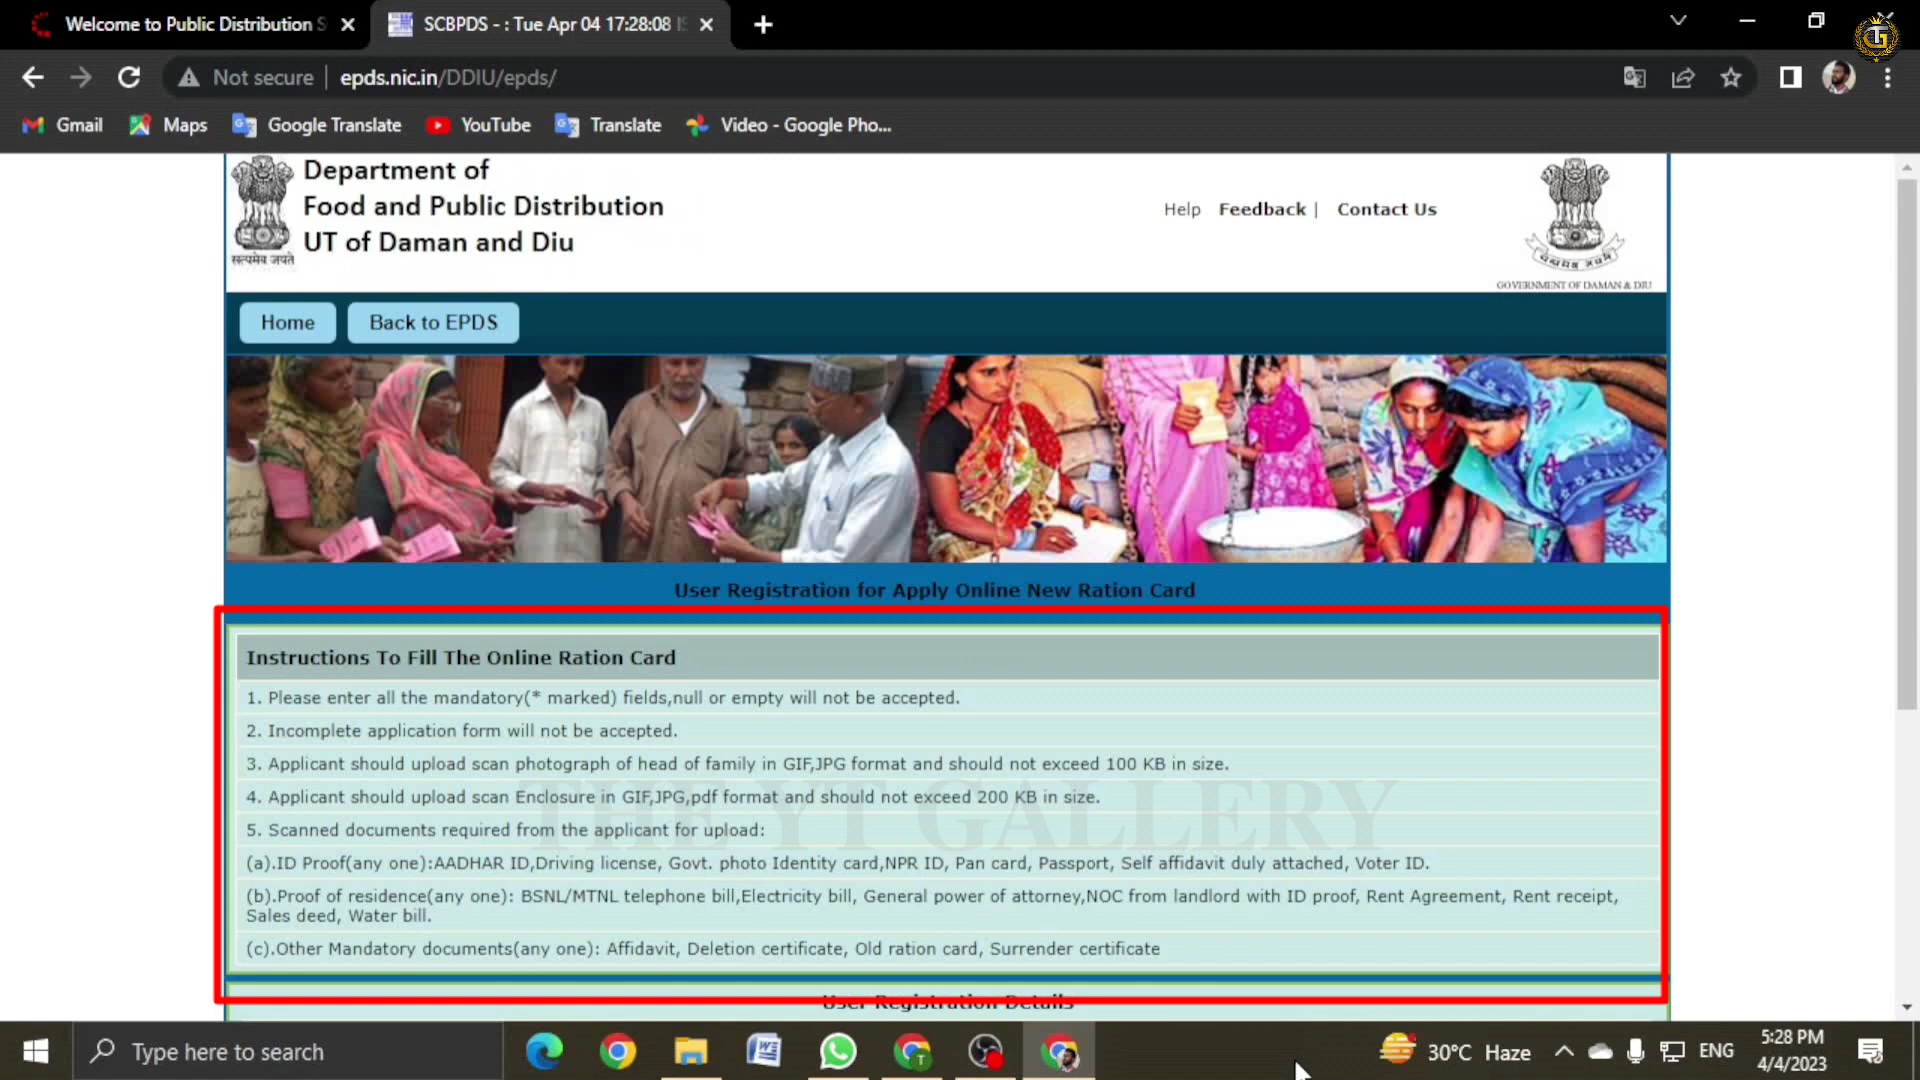 Welcome to Public Distribution S
SCBPDS - : Tue Apr 04 17:28:08 IS
Not secure
epds.nic.in/DDIU/epds/
Gmail
Maps
Google Translate
YouTube
Translate
Video - Google Pho...
Department of
Food and Public Distribution
UT of Daman and Diu
सत्यमेव जयते
Help Feedback | Contact Us
सत्यमेव जयते
GOVERNMENT OF DAMAN & DIU
Home
Back to EPDS
User Registration for Apply Online New Ration Card
Instructions To Fill The Online Ration Card
1. Please enter all the mandatory(* marked) fields,null or empty will not be accepted.
2. Incomplete application form will not be accepted.
3. Applicant should upload scan photograph of head of family in GIF,JPG format and should not exceed 100 KB in size.
4. Applicant should upload scan Enclosure in GIF,JPG,pdf format and should not exceed 200 KB in size.
THE YT GALLERY
5. Scanned documents required from the applicant for upload:
(a).ID Proof(any one):AADHAR ID,Driving license, Govt. photo Identity card,NPR ID, Pan card, Passport, Self affidavit duly attached, Voter ID.
(b).Proof of residence(any one): BSNL/MTNL telephone bill,Electricity bill, General power of attorney,NOC from landlord with ID proof, Rent Agreement, Rent receipt,
Sales deed, Water bill.
(c).Other Mandatory documents(any one): Affidavit, Deletion certificate, Old ration card, Surrender certificate
User Registration Details
Type here to search
30°C Haze
ENG
5:28 PM
4/4/2023